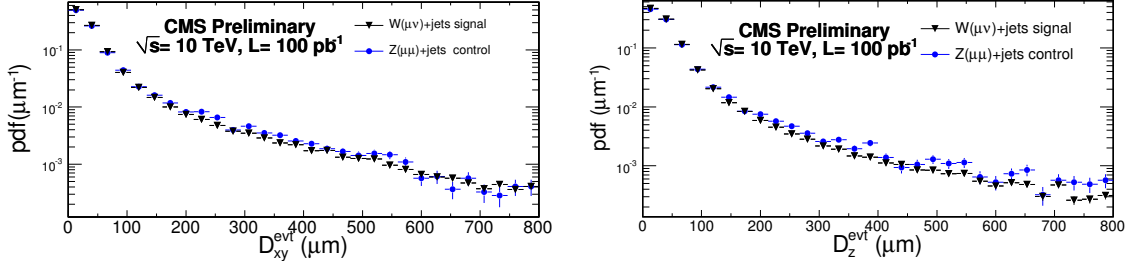 CMS Preliminary
√s= 10 TeV, L= 100 pb⁻¹
W(μν)+jets signal
Z(μμ)+jets control
pdf(μm⁻¹)
10⁻¹
10⁻²
10⁻³
0 100 200 300 400 500 600 700 800
D_xy^evt (μm)
CMS Preliminary
√s= 10 TeV, L= 100 pb⁻¹
W(μν)+jets signal
Z(μμ)+jets control
pdf (μm⁻¹)
10⁻¹
10⁻²
10⁻³
0 100 200 300 400 500 600 700 800
D_z^evt (μm)